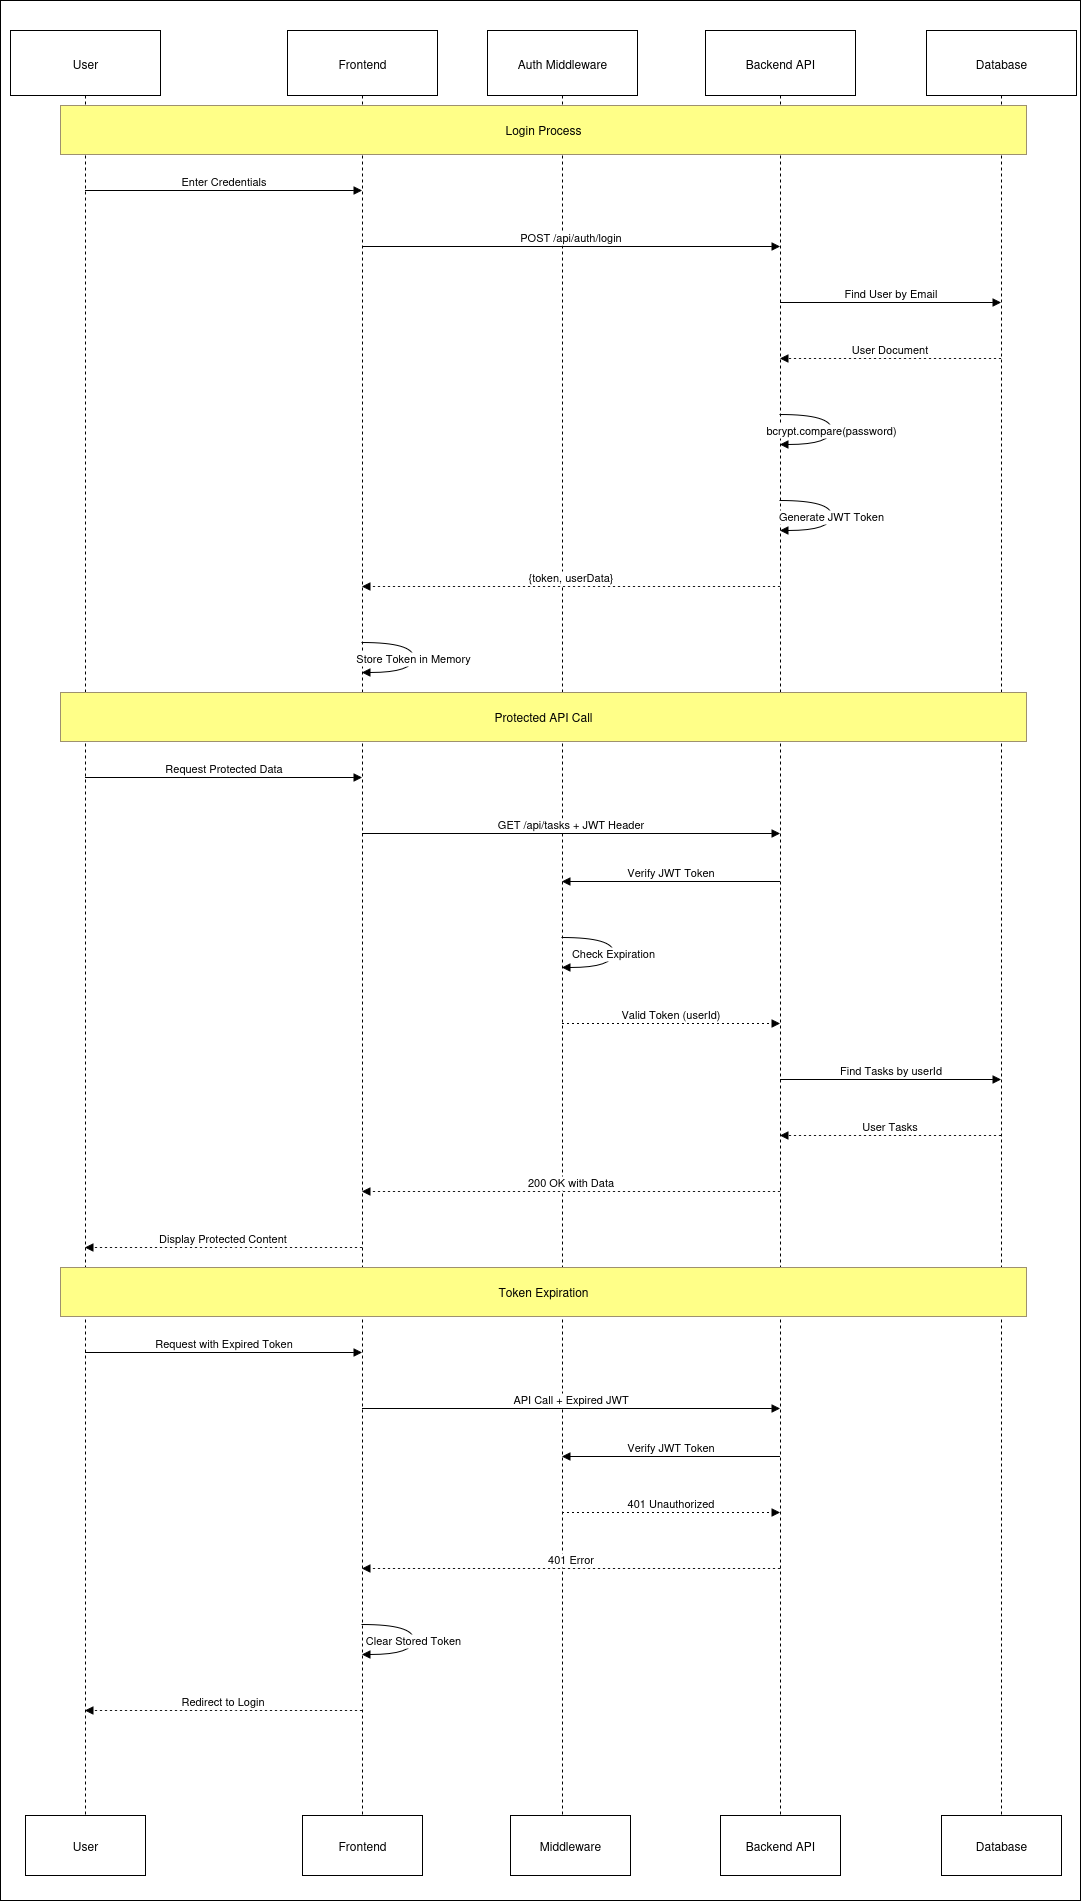 User
Frontend
Auth Middleware
Backend API
Database
Login Process
Enter Credentials
POST /api/auth/login
Find User by Email
User Document
bcrypt.compare(password)
Generate JWT Token
{token, userData}
Store Token in Memory
Protected API Call
Request Protected Data
GET /api/tasks + JWT Header
Verify JWT Token
Check Expiration
Valid Token (userId)
Find Tasks by userId
User Tasks
200 OK with Data
Display Protected Content
Token Expiration
Request with Expired Token
API Call + Expired JWT
Verify JWT Token
401 Unauthorized
401 Error
Clear Stored Token
Redirect to Login
User
Frontend
Middleware
Backend API
Database